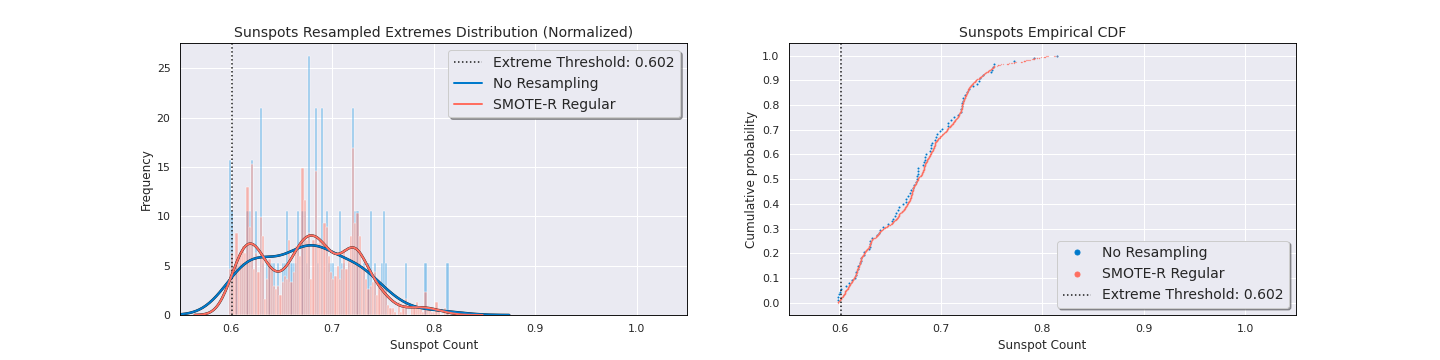 Sunspots Resampled Extremes Distribution (Normalized)
Extreme Threshold: 0.602
No Resampling
SMOTE-R Regular
Frequency
25
20
15
10
5
0
0.6 0.7 0.8 0.9 1.0
Sunspot Count
Sunspots Empirical CDF
Cumulative probability
1.0
0.9
0.8
0.7
0.6
0.5
0.4
0.3
0.2
0.1
0.0
No Resampling
SMOTE-R Regular
Extreme Threshold: 0.602
0.6 0.7 0.8 0.9 1.0
Sunspot Count